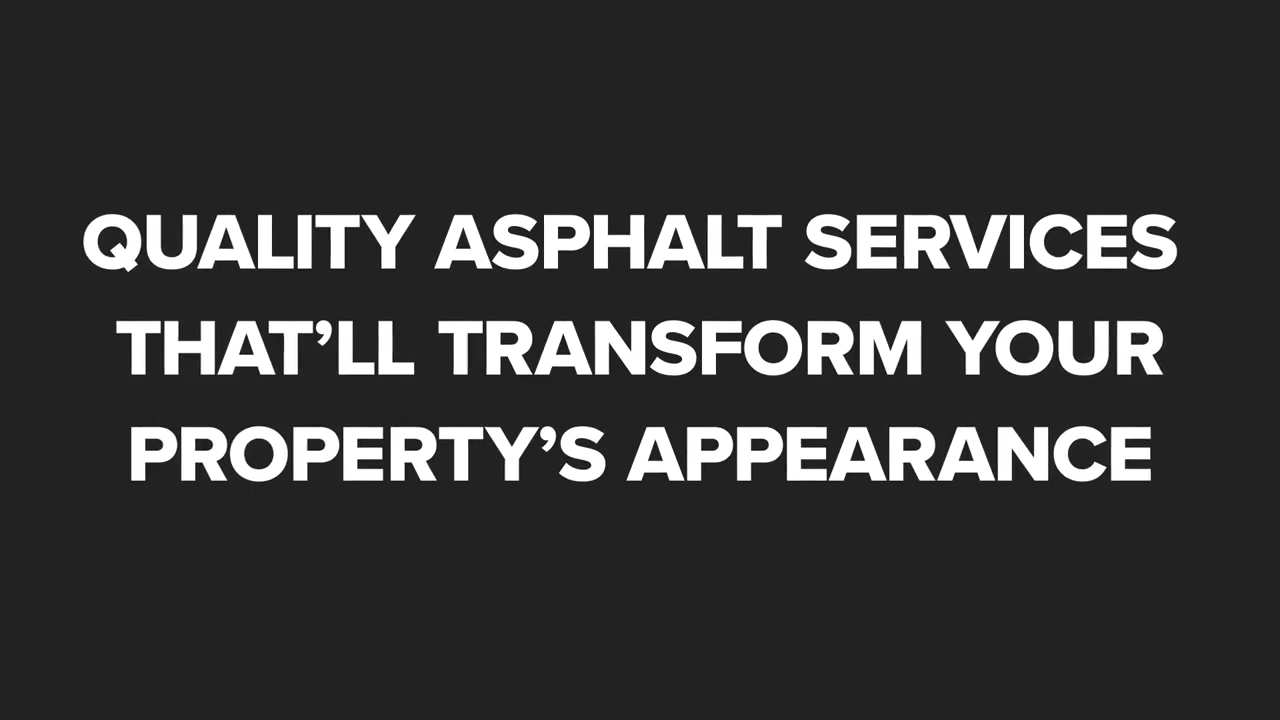 QUALITY ASPHALT SERVICES
THAT’LL TRANSFORM YOUR
PROPERTY’S APPEARANCE